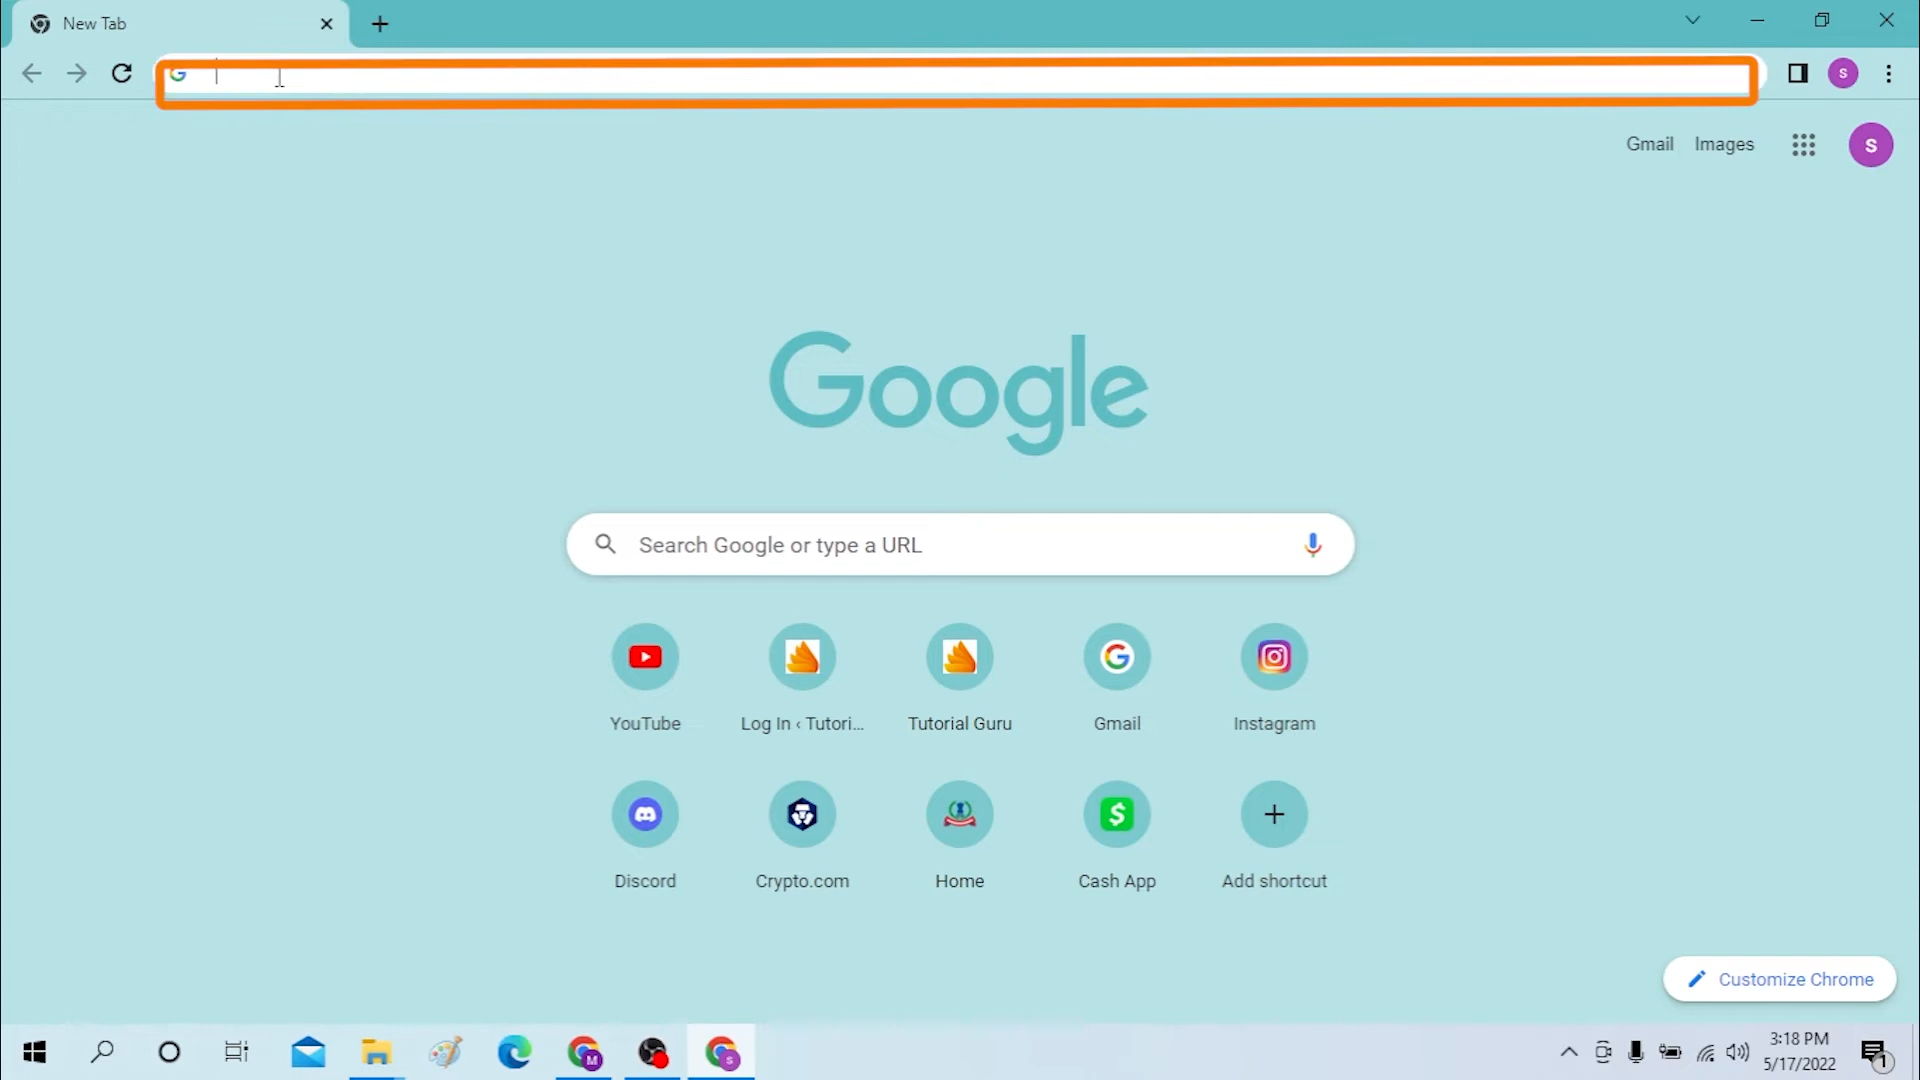 New Tab
S
Gmail Images S
Google
Search Google or type a URL
YouTube Log In ‹ Tutori... Tutorial Guru Gmail Instagram
Discord Crypto.com Home Cash App Add shortcut
Customize Chrome
M S
3:18 PM
5/17/2022
1